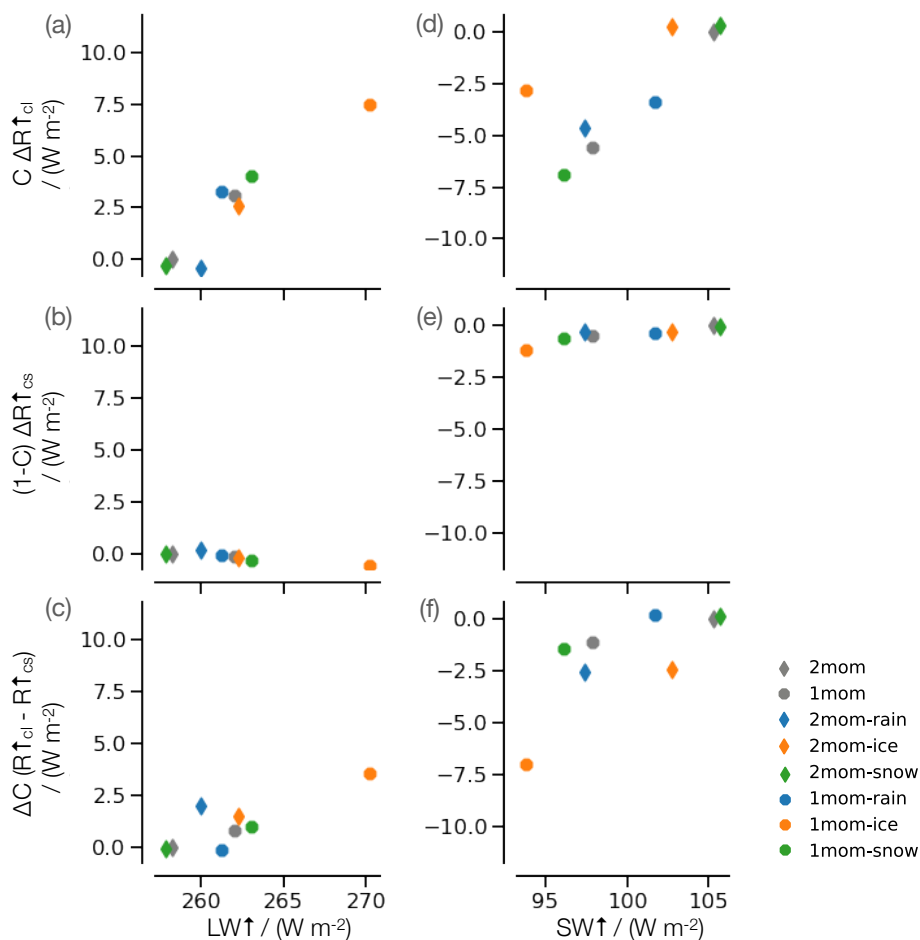 (a)
10.0
7.5
5.0
2.5
0.0
C ΔR↑cl
/ (W m-2)
(d)
0.0
−2.5
−5.0
−7.5
−10.0
(b)
10.0
7.5
5.0
2.5
0.0
(1-C) ΔR↑cs
/ (W m-2)
(e)
0.0
−2.5
−5.0
−7.5
−10.0
(c)
10.0
7.5
5.0
2.5
0.0
ΔC (R↑cl - R↑cs)
/ (W m-2)
260 265 270
LW↑ / (W m-2)
(f)
0.0
−2.5
−5.0
−7.5
−10.0
95 100 105
SW↑ / (W m-2)
2mom
1mom
2mom-rain
2mom-ice
2mom-snow
1mom-rain
1mom-ice
1mom-snow